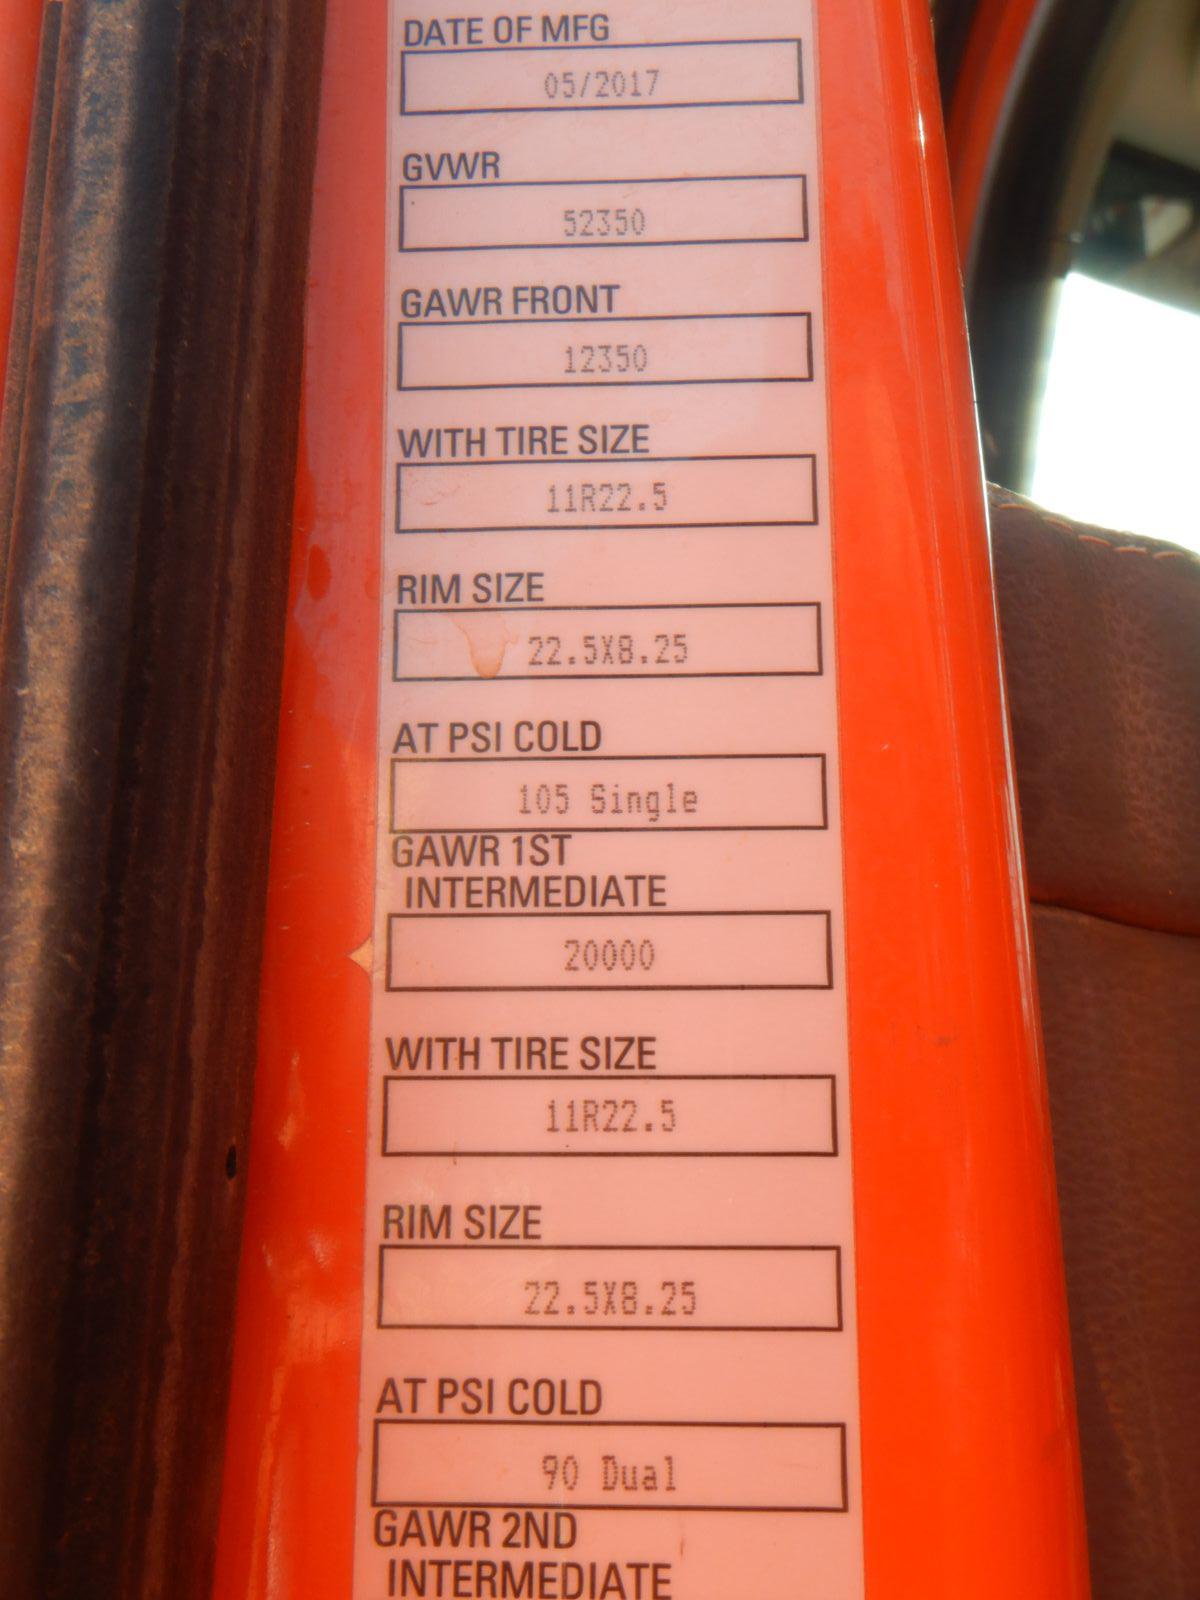 DATE OF MFG
05/2017
GVWR
52350
GAWR FRONT
12350
WITH TIRE SIZE
11R22.5
RIM SIZE
22.5X8.25
AT PSI COLD
105 Single
GAWR 1ST
INTERMEDIATE
20000
WITH TIRE SIZE
11R22.5
RIM SIZE
22.5X8.25
AT PSI COLD
90 Dual
GAWR 2ND
INTERMEDIATE